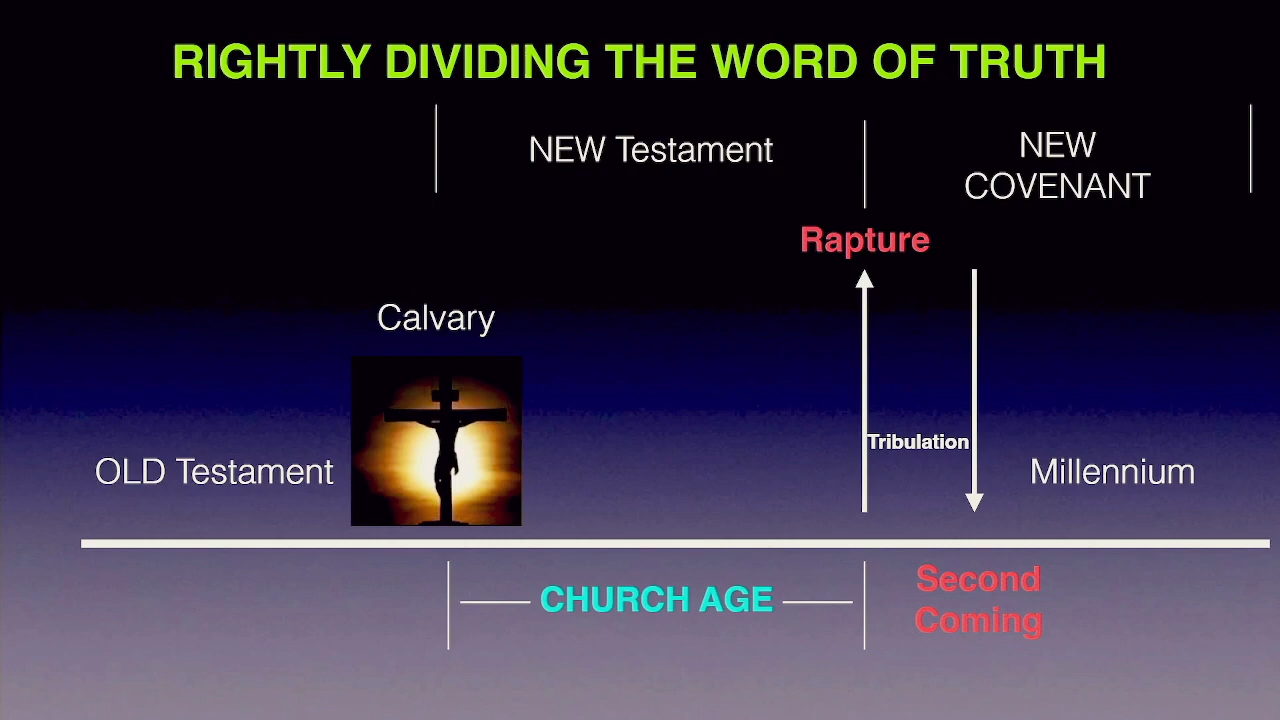 RIGHTLY DIVIDING THE WORD OF TRUTH
NEW Testament
NEW
COVENANT
Rapture
Calvary
Tribulation
OLD Testament
Millennium
CHURCH AGE
Second
Coming